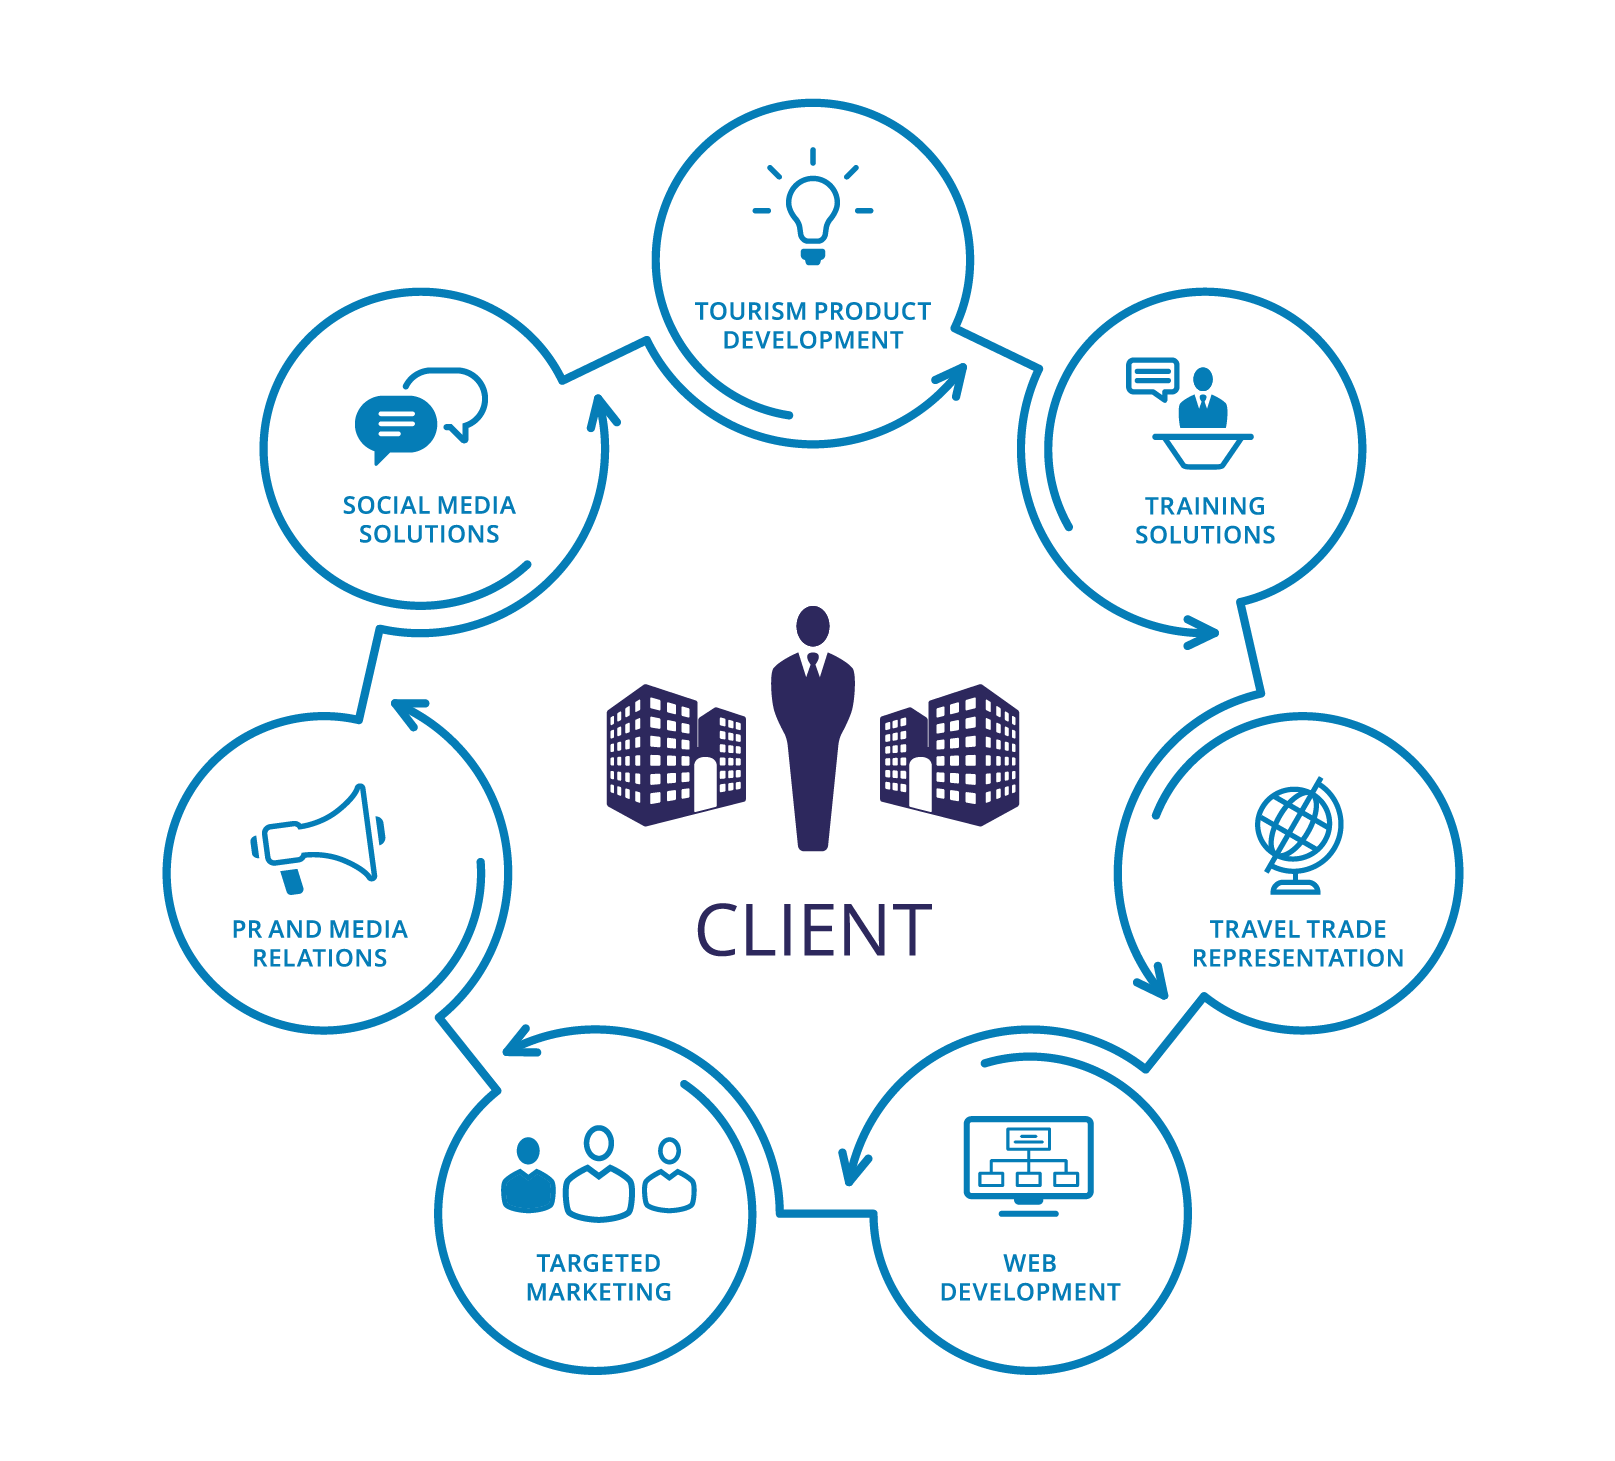 TOURISM PRODUCT
DEVELOPMENT
SOCIAL MEDIA
SOLUTIONS
TRAINING
SOLUTIONS
PR AND MEDIA
RELATIONS
CLIENT
TRAVEL TRADE
REPRESENTATION
TARGETED
MARKETING
WEB
DEVELOPMENT